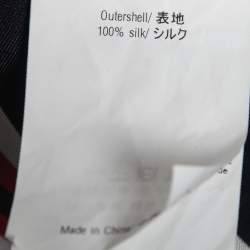 Outershell/ 表地
100% silk/ シルク
Made in China